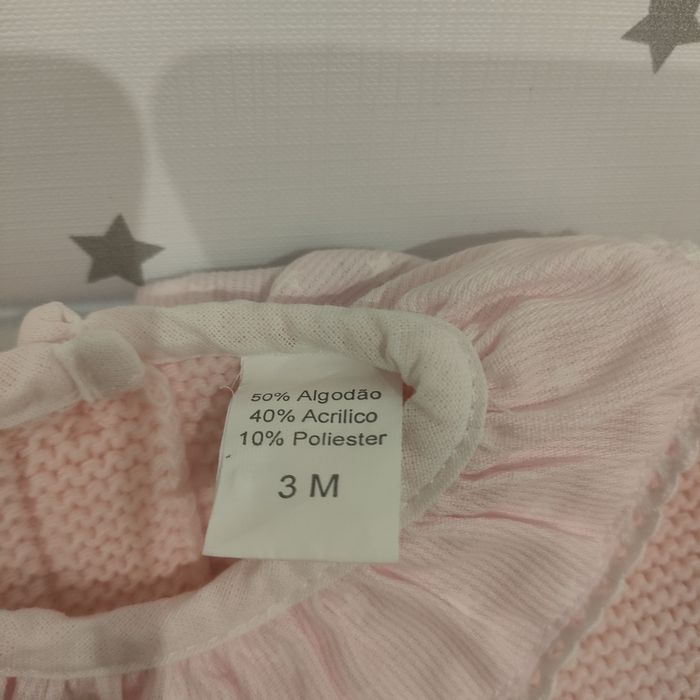 50% Algodão
40% Acrilico
10% Poliester
3 M